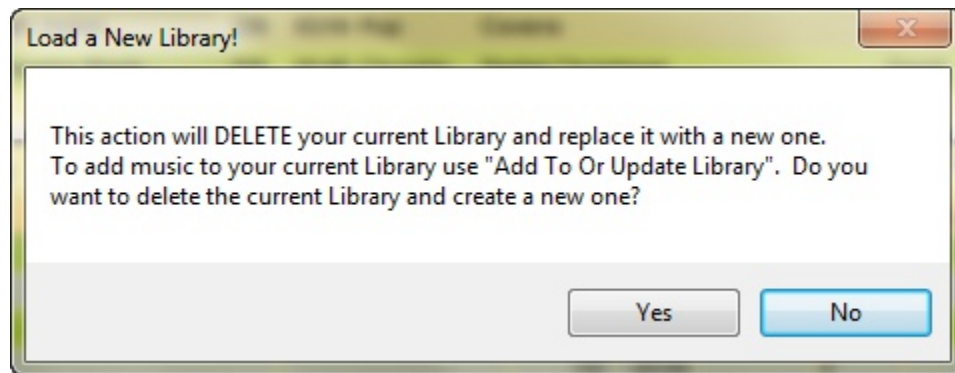 Load a New Library!
This action will DELETE your current Library and replace it with a new one.
To add music to your current Library use "Add To Or Update Library".  Do you
want to delete the current Library and create a new one?
Yes No